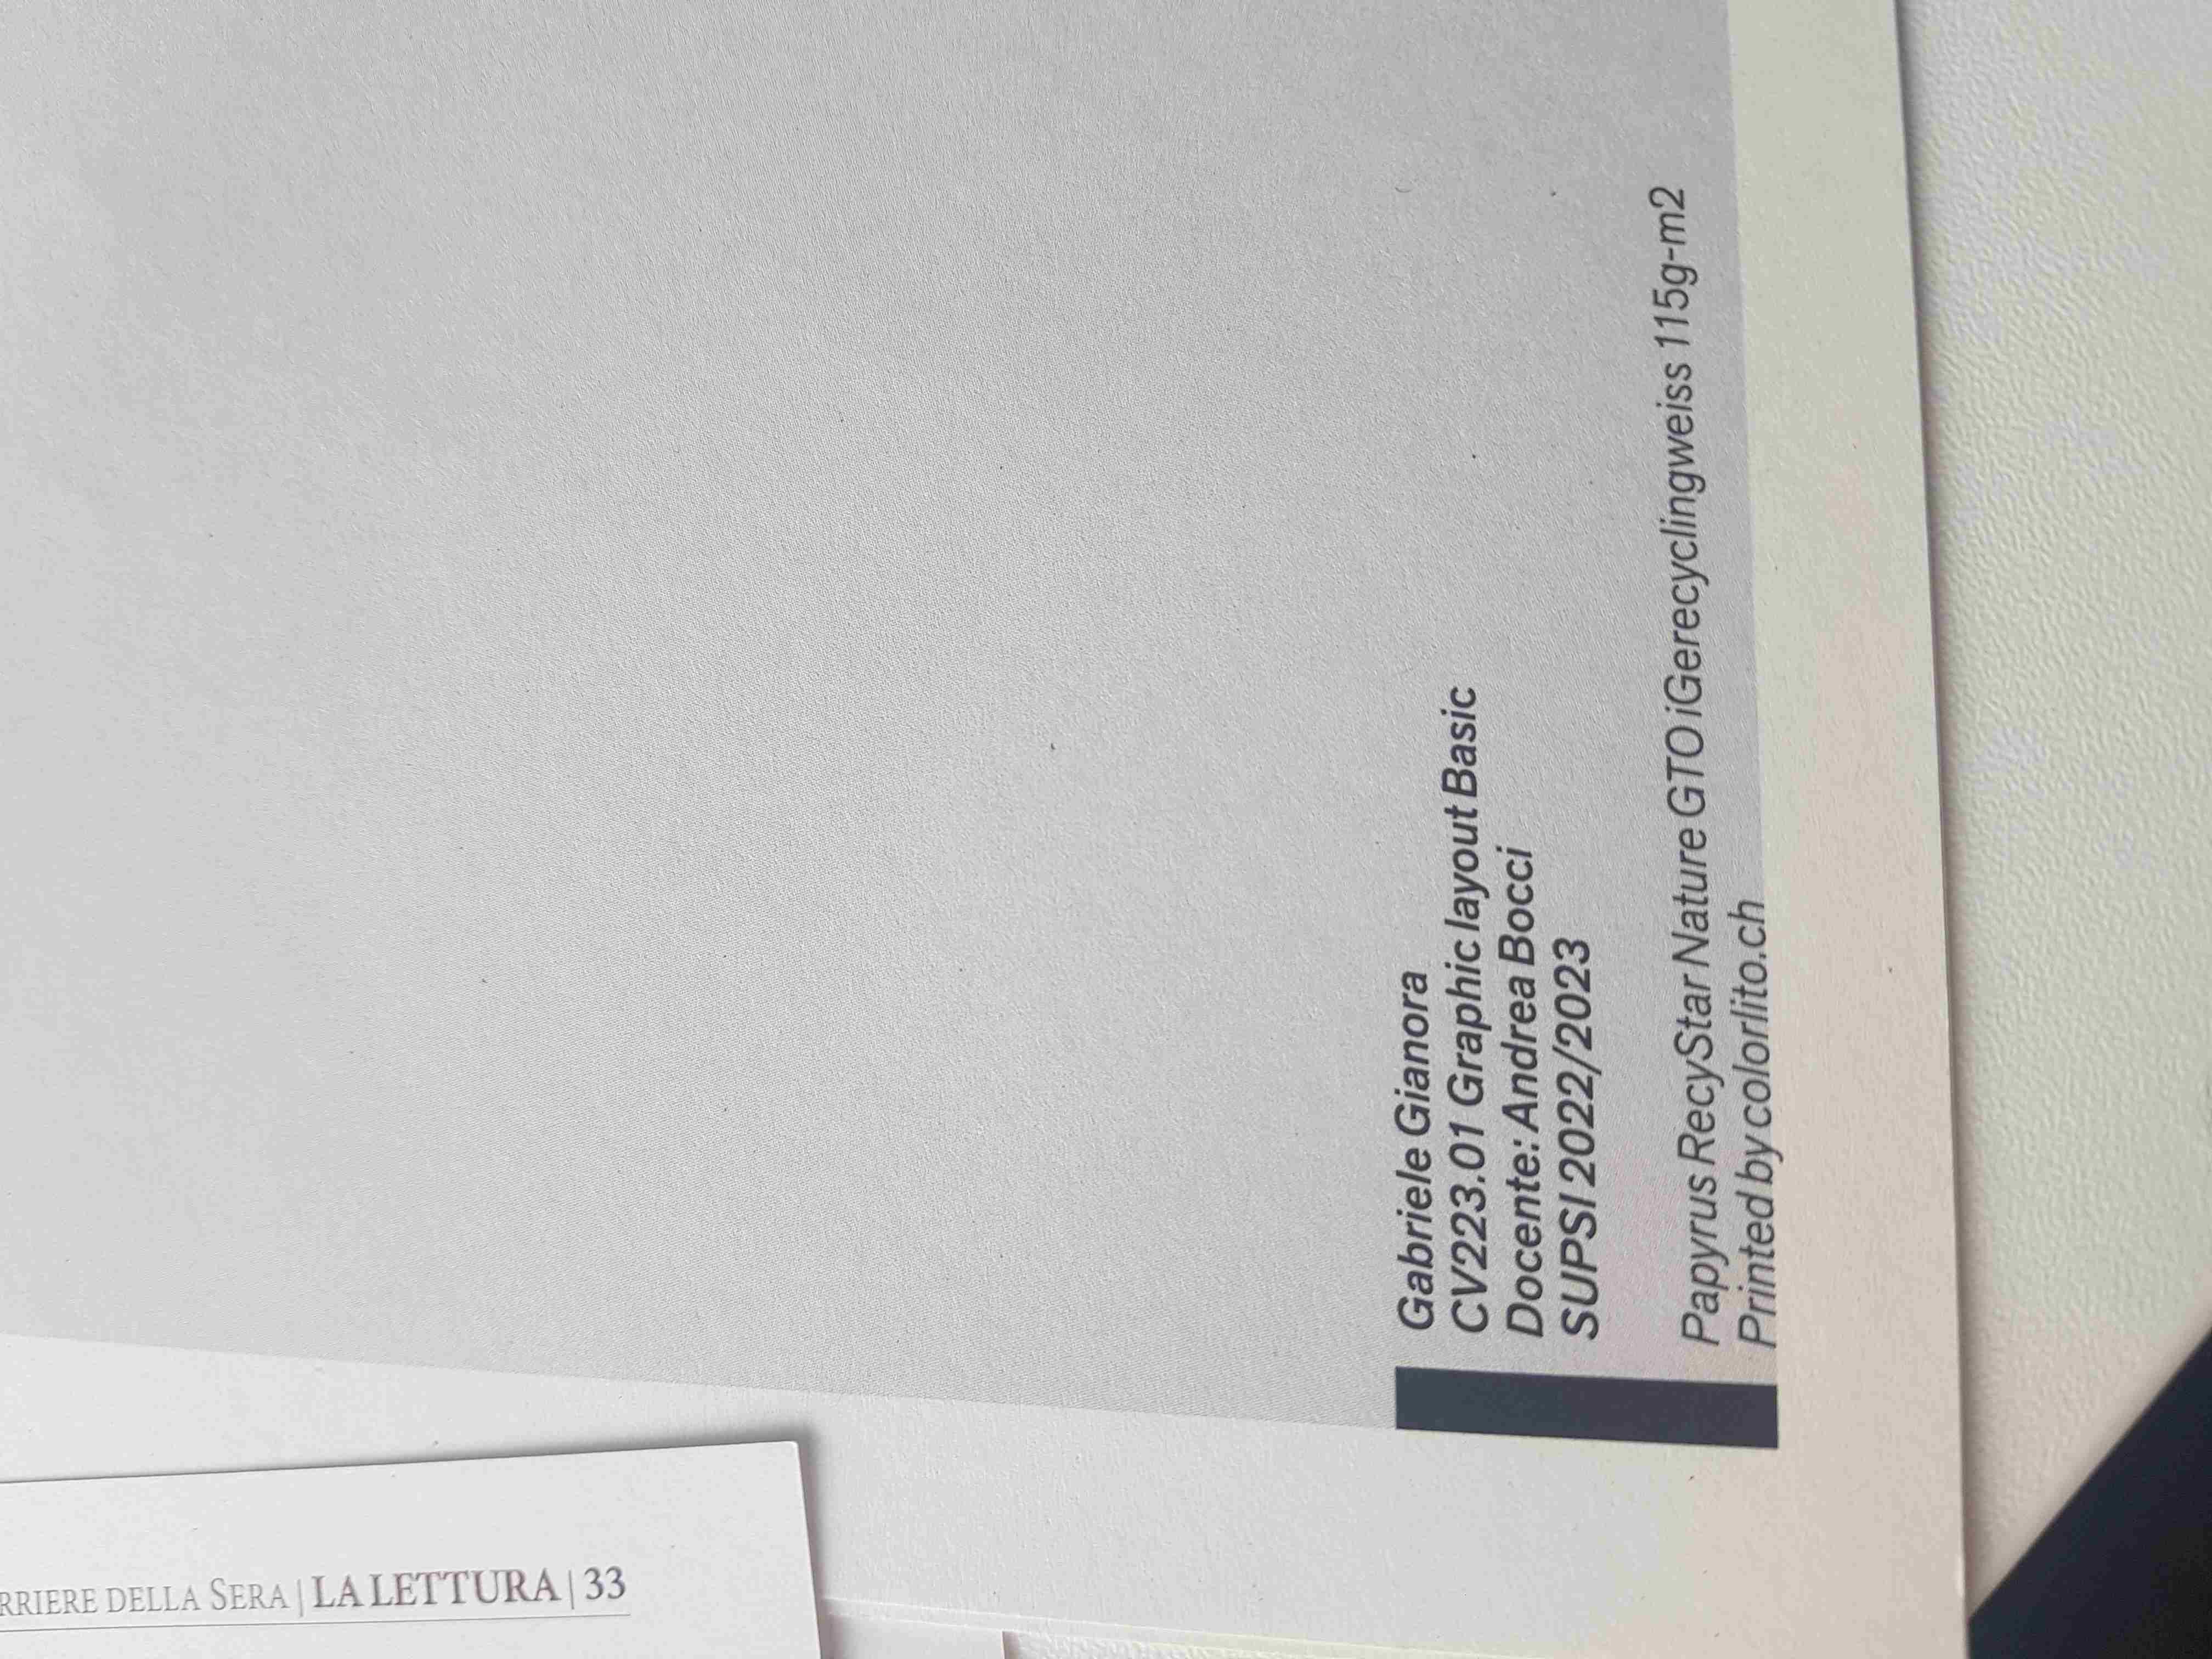 Gabriele Gianora
CV223.01 Graphic layout Basic
Docente: Andrea Bocci
SUPSI 2022/2023
Papyrus RecyStar Nature GTO iGerecyclingweiss 115g-m2
Printed by colorlito.ch
RRIERE DELLA SERA | LA LETTURA | 33